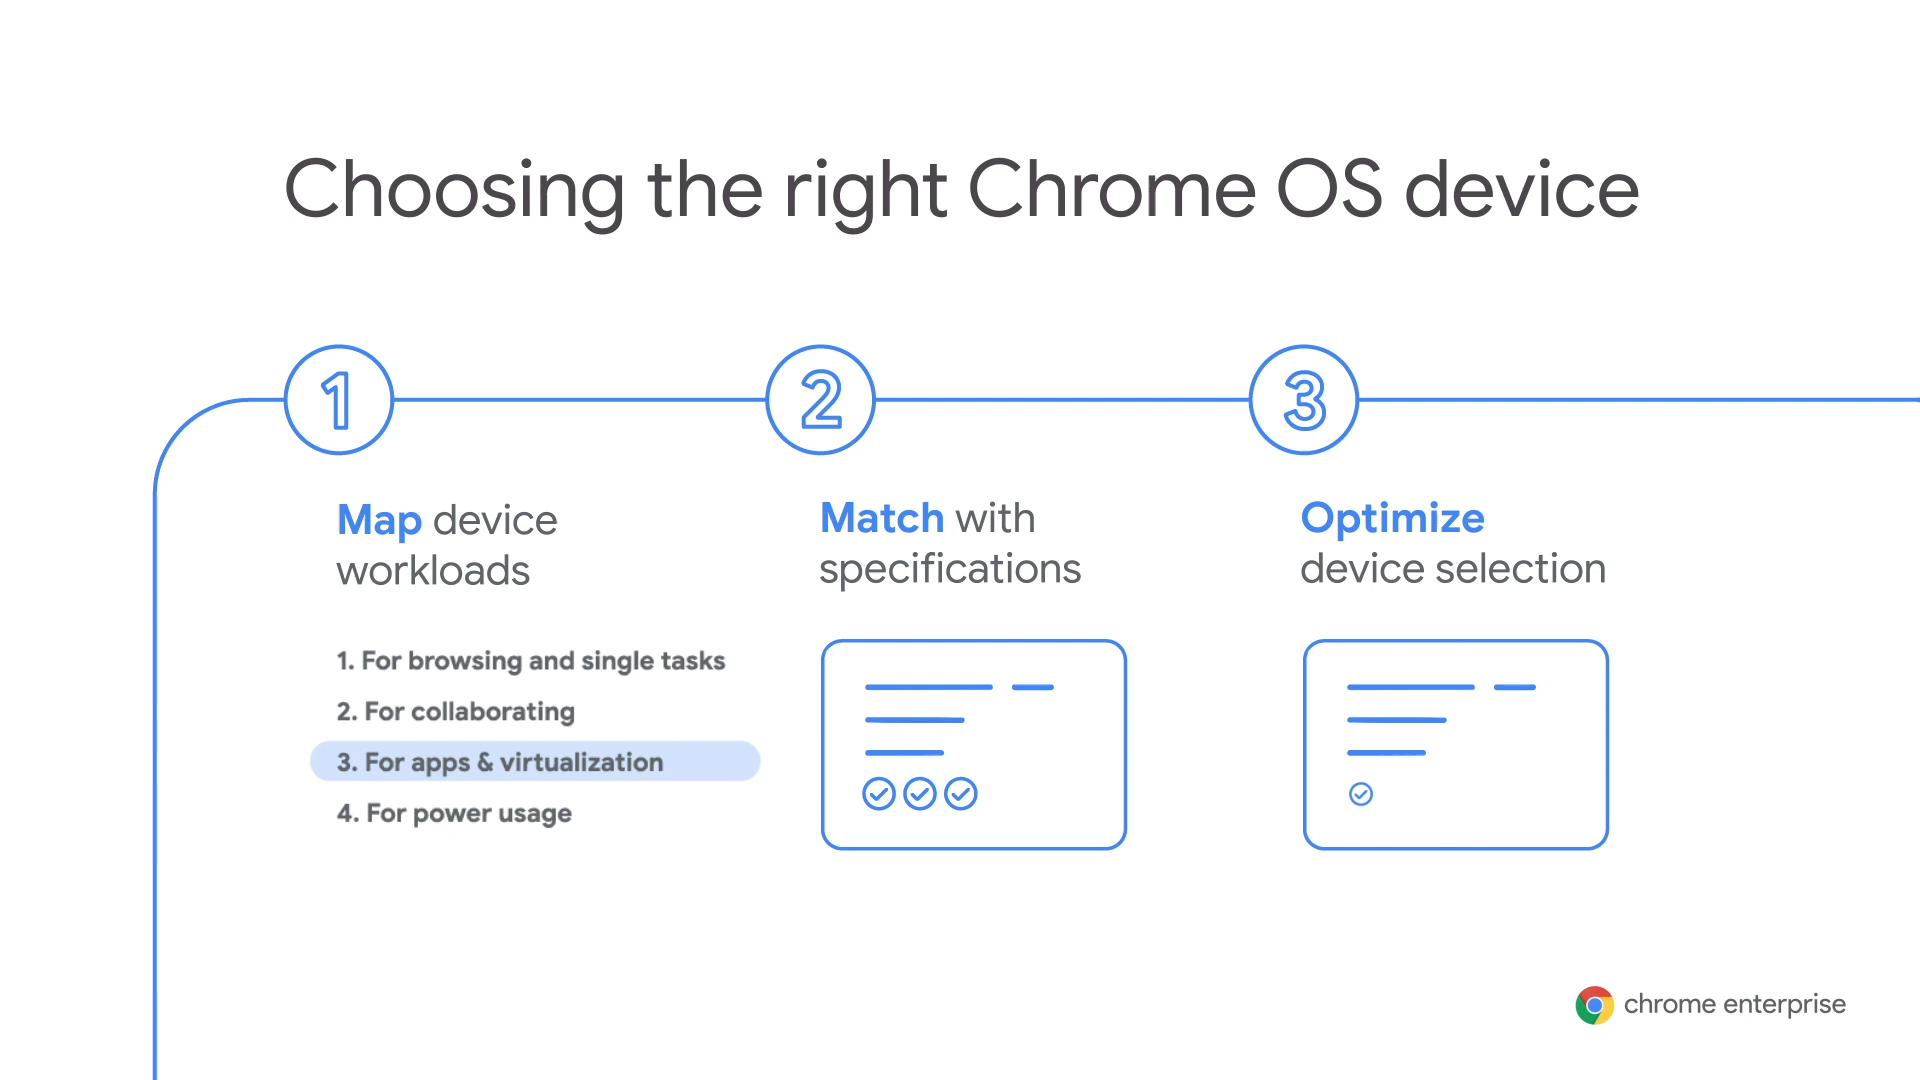 Choosing the right Chrome OS device
1
2
3
Map device
workloads
1. For browsing and single tasks
2. For collaborating
3. For apps & virtualization
4. For power usage
Match with
specifications
Optimize
device selection
chrome enterprise